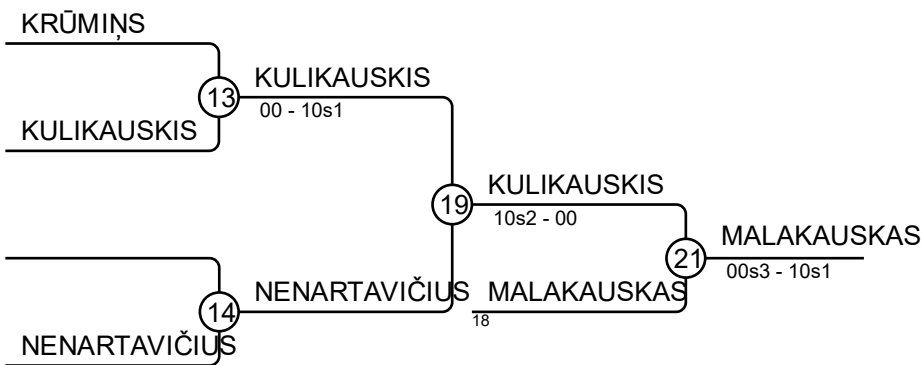 KRŪMIŅS
13
KULIKAUSKIS
00 - 10s1
KULIKAUSKIS
19
KULIKAUSKIS
10s2 - 00
21
MALAKAUSKAS
00s3 - 10s1
14
NENARTAVIČIUS
MALAKAUSKAS
18
NENARTAVIČIUS